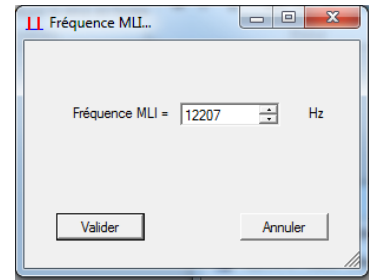 Fréquence MLI...
Fréquence MLI = 12207 Hz
Valider Annuler